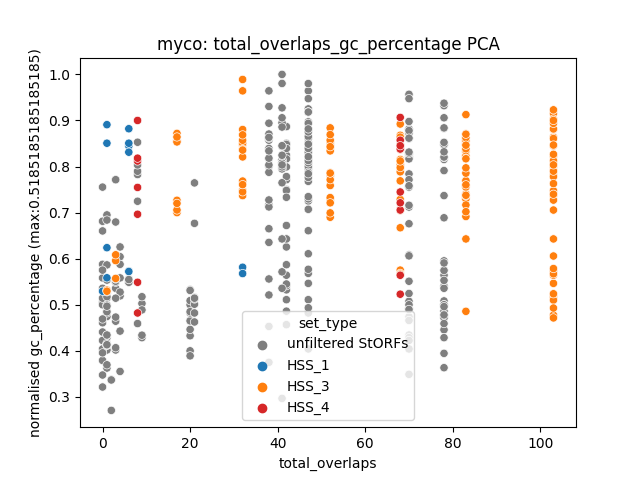 myco: total_overlaps_gc_percentage PCA
normalised gc_percentage (max:0.5185185185185185)
1.0
0.9
0.8
0.7
0.6
0.5
0.4
0.3
set_type
unfiltered StORFs
HSS_1
HSS_3
HSS_4
0 20 40 60 80 100
total_overlaps